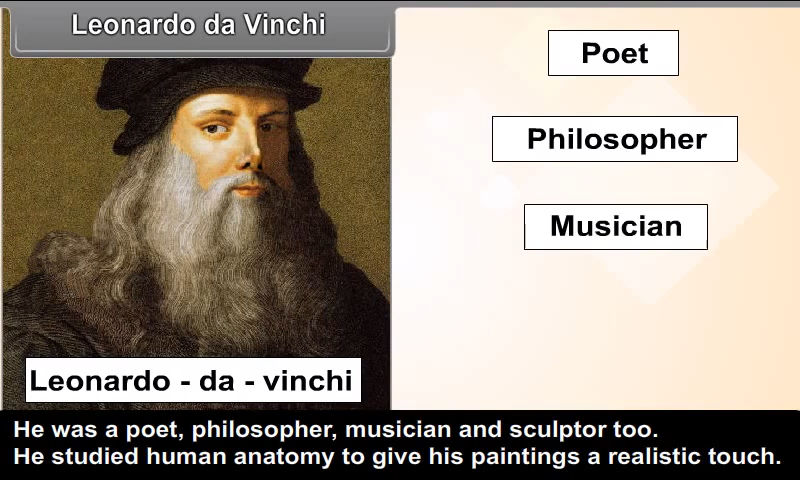 Leonardo da Vinchi
Poet
Philosopher
Musician
Leonardo - da - vinchi
He was a poet, philosopher, musician and sculptor too.
He studied human anatomy to give his paintings a realistic touch.